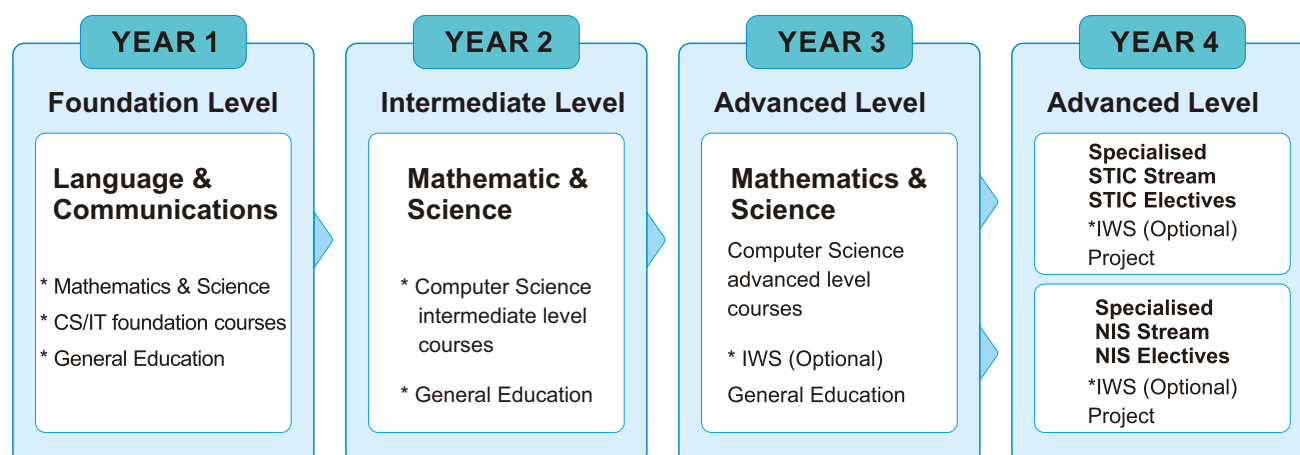 YEAR 1
Foundation Level
Language &
Communications
* Mathematics & Science
* CS/IT foundation courses
* General Education
YEAR 2
Intermediate Level
Mathematic &
Science
* Computer Science
intermediate level
courses
* General Education
YEAR 3
Advanced Level
Mathematics &
Science
Computer Science
advanced level
courses
* IWS (Optional)
General Education
YEAR 4
Advanced Level
Specialised
STIC Stream
STIC Electives
*IWS (Optional)
Project
Specialised
NIS Stream
NIS Electives
*IWS (Optional)
Project